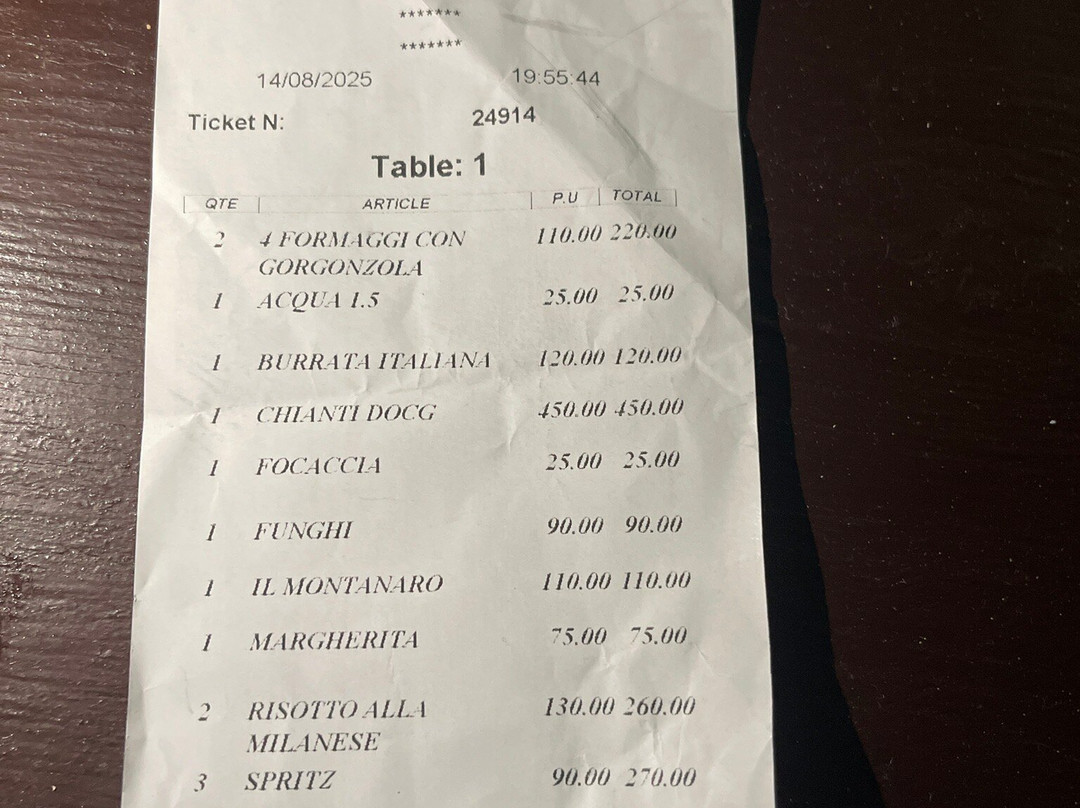 *******
*******
14/08/2025 19:55:44
Ticket N: 24914
Table: 1
QTE ARTICLE P.U TOTAL
2 4 FORMAGGI CON 110.00 220.00
GORGONZOLA
1 ACQUA 1.5 25.00 25.00
1 BURRATA ITALIANA 120.00 120.00
1 CHIANTI DOCG 450.00 450.00
1 FOCACCIA 25.00 25.00
1 FUNGHI 90.00 90.00
1 IL MONTANARO 110.00 110.00
1 MARGHERITA 75.00 75.00
2 RISOTTO ALLA 130.00 260.00
MILANESE
3 SPRITZ 90.00 270.00